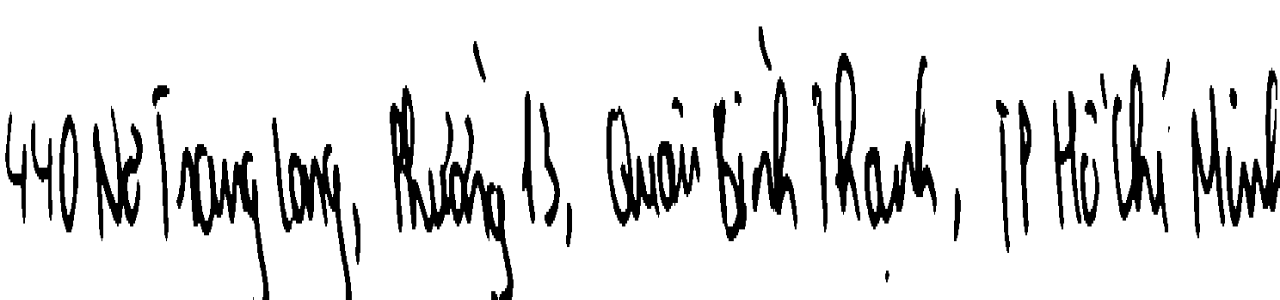 440 Nơ Trang Long, Phường 13, Quận Bình Thạnh, TP Hồ Chí Minh